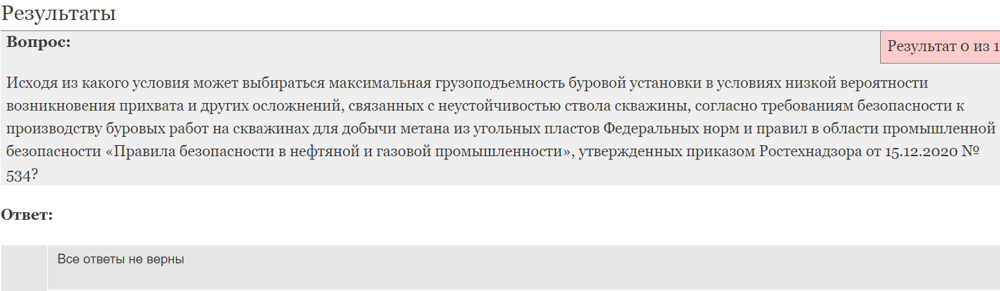 Результаты
Вопрос:
Результат 0 из 1
Исходя из какого условия может выбираться максимальная грузоподъемность буровой установки в условиях низкой вероятности
возникновения прихвата и других осложнений, связанных с неустойчивостью ствола скважины, согласно требованиям безопасности к
производству буровых работ на скважинах для добычи метана из угольных пластов Федеральных норм и правил в области промышленной
безопасности «Правила безопасности в нефтяной и газовой промышленности», утвержденных приказом Ростехнадзора от 15.12.2020 №
534?
Ответ:
Все ответы не верны